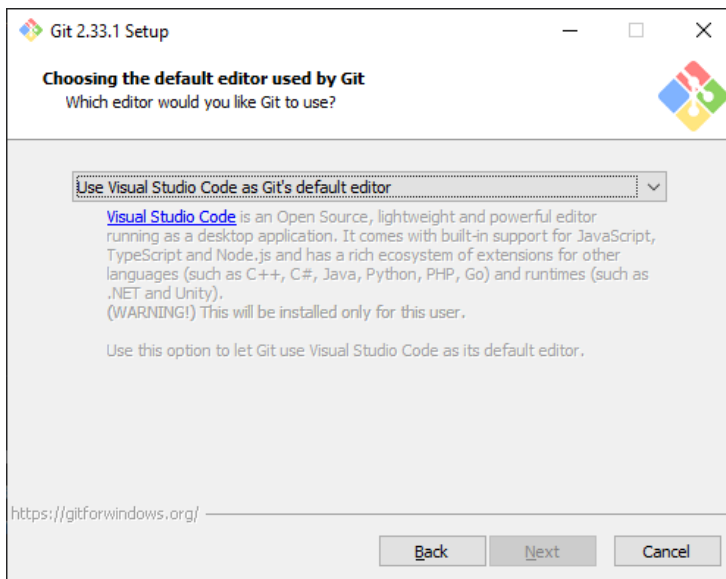 Git 2.33.1 Setup
Choosing the default editor used by Git
Which editor would you like Git to use?
Use Visual Studio Code as Git's default editor
Visual Studio Code is an Open Source, lightweight and powerful editor
running as a desktop application. It comes with built-in support for JavaScript,
TypeScript and Node.js and has a rich ecosystem of extensions for other
languages (such as C++, C#, Java, Python, PHP, Go) and runtimes (such as
.NET and Unity).
(WARNING!) This will be installed only for this user.
Use this option to let Git use Visual Studio Code as its default editor.
https://gitforwindows.org/
Back Next Cancel